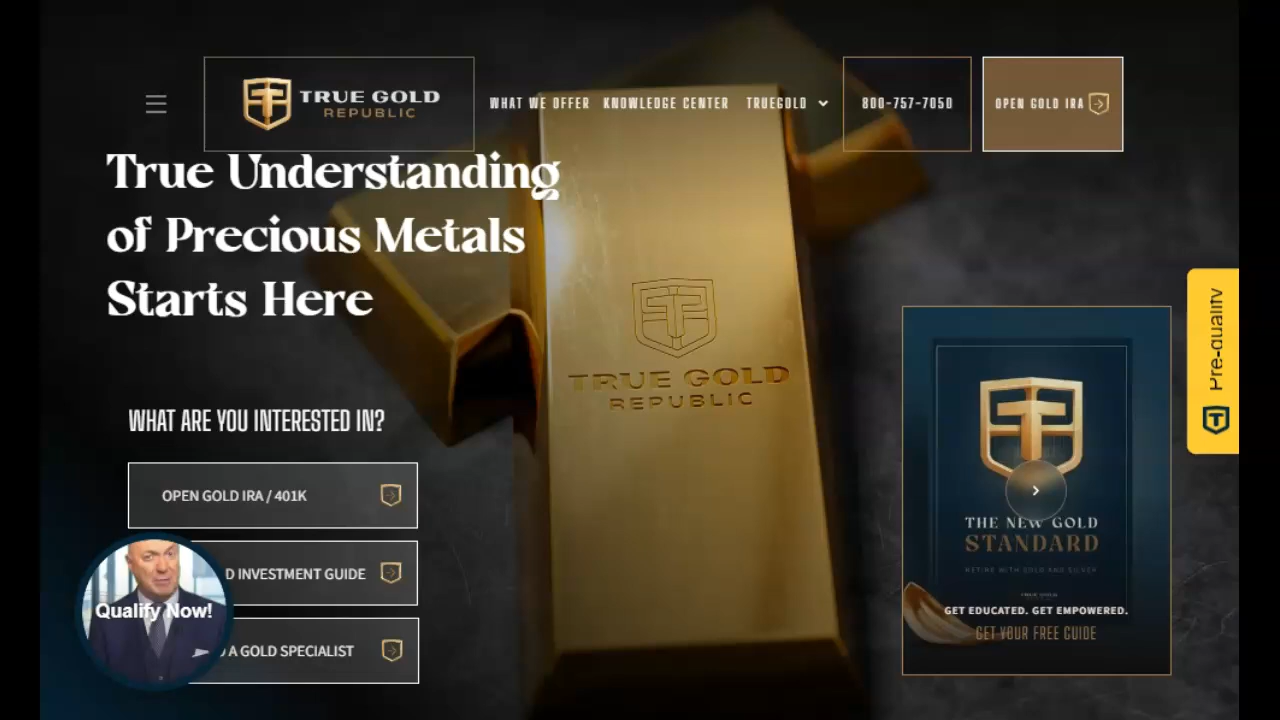 TRUE GOLD
REPUBLIC
WHAT WE OFFER KNOWLEDGE CENTER TRUEGOLD
800-757-7050
OPEN GOLD IRA
True Understanding
of Precious Metals
Starts Here
WHAT ARE YOU INTERESTED IN?
OPEN GOLD IRA / 401K
D INVESTMENT GUIDE
A GOLD SPECIALIST
Qualify Now!
TRUE GOLD
REPUBLIC
Pre-qualify
THE NEW GOLD
STANDARD
RETIRE WITH GOLD AND SILVER
TRUE GOLD
GET EDUCATED. GET EMPOWERED.
GET YOUR FREE GUIDE